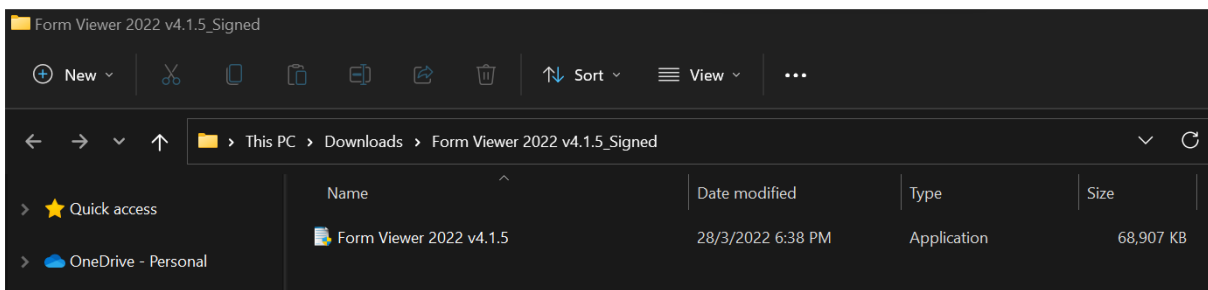 Form Viewer 2022 v4.1.5_Signed
New Sort View
This PC > Downloads > Form Viewer 2022 v4.1.5_Signed
Name Date modified Type Size
Quick access
Form Viewer 2022 v4.1.5 28/3/2022 6:38 PM Application 68,907 KB
OneDrive - Personal